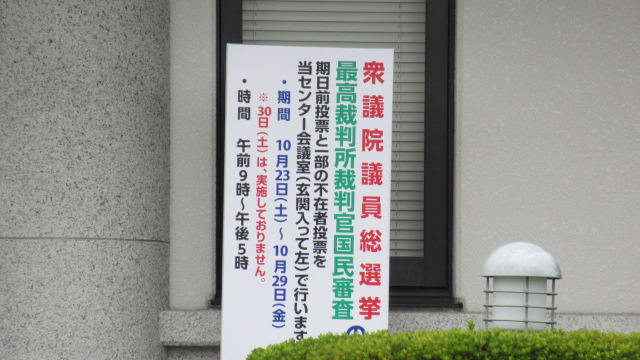 衆議院議員総選挙
最高裁判所裁判官国民審査
期日前投票と一部の不在者投票を
当センター会議室(玄関入って左)で行います
・期間　10月23日(土)～10月29日(金)
※30日(土)は、実施しておりません。
・時間　午前9時～午後5時